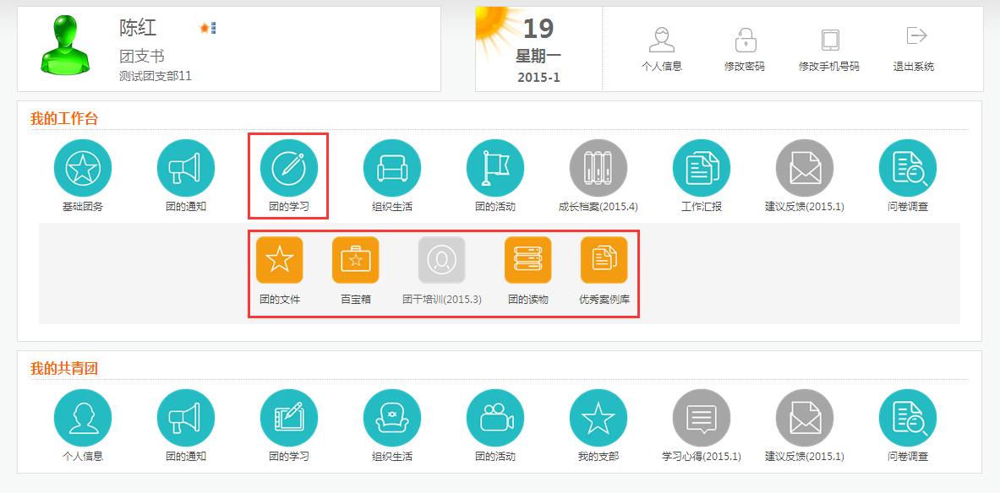 陈红
团支书
测试团支部11
19
星期一
2015-1
个人信息
修改密码
修改手机号码
退出系统
我的工作台
基础团务
团的通知
团的学习
组织生活
团的活动
成长档案(2015.4)
工作汇报
建议反馈(2015.1)
问卷调查
团的文件
百宝箱
团干培训(2015.3)
团的读物
优秀案例库
我的共青团
个人信息
团的通知
团的学习
组织生活
团的活动
我的支部
学习心得(2015.1)
建议反馈(2015.1)
问卷调查